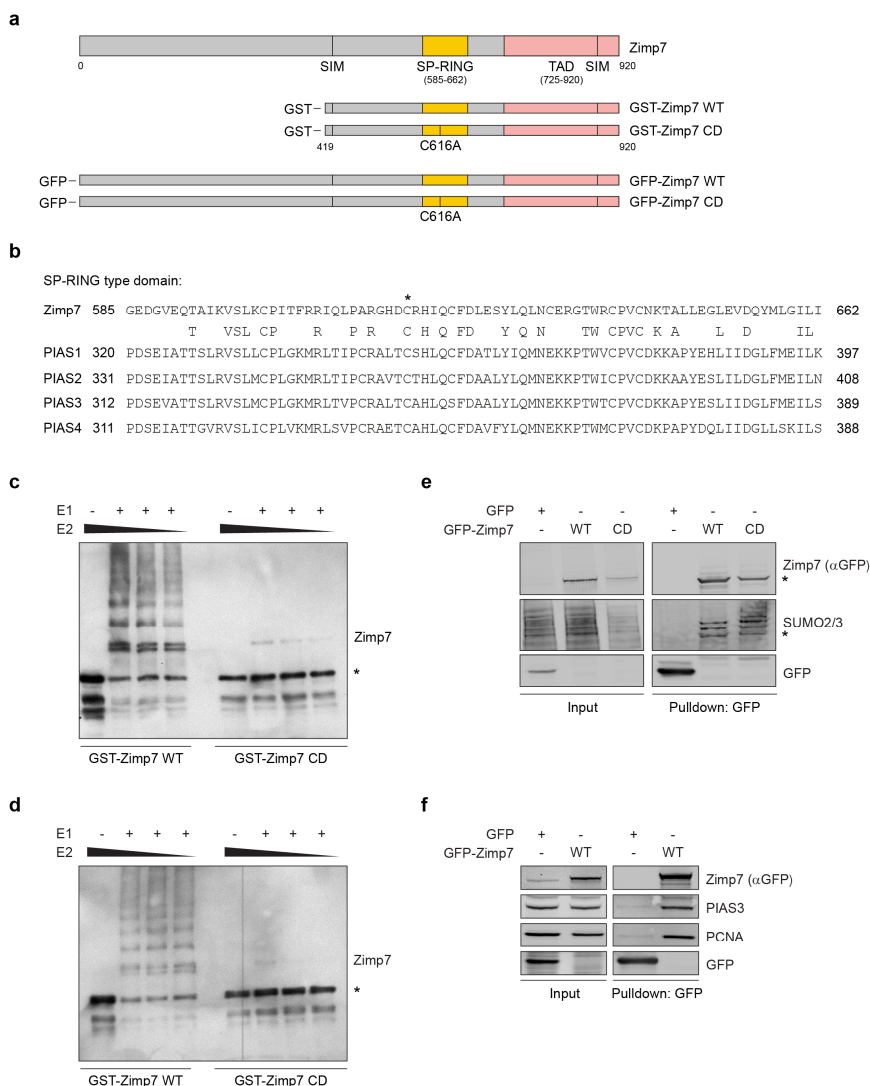 a
Zimp7
0 SIM SP-RING TAD SIM 920
(585-662) (725-920)
GST– GST-Zimp7 WT
GST– GST-Zimp7 CD
419 C616A 920
GFP– GFP-Zimp7 WT
GFP– GFP-Zimp7 CD
C616A
b
SP-RING type domain:
*
Zimp7 585 GEDGVEQTAIKVSLKCPITFRRIQLPARGHDCRHIQCFDLESYLQLNCERGTWRCPVCNKTALLEGLEVDQYMLGILI 662
T VSL CP R P R C H Q FD Y Q N TW CPVC K A L D IL
PIAS1 320 PDSEIATTSLRVSLLCPLGKMRLTIPCRALTCSHLQCFDATLYIQMNEKKPTWVCPVCDKKAPYEHLIIDGLFMEILK 397
PIAS2 331 PDSEIATTSLRVSLMCPLGKMRLTIPCRAVTCTHLQCFDAALYLQMNEKKPTWICPVCDKKAAYESLILDGLFMEILN 408
PIAS3 312 PDSEVATTSLRVSLMCPLGKMRLTVPCRALTCAHLQSFDAALYLQMNEKKPTWTCPVCDKKAPYESLIIDGLFMEILS 389
PIAS4 311 PDSEIATTGVRVSLICPLVKMRLSVPCRAETCAHLQCFDAVFYLQMNEKKPTWMCPVCDKPAPYDQLIIDGLLSKILS 388
c
E1 - + + + - + + +
E2
Zimp7
*
GST-Zimp7 WT GST-Zimp7 CD
d
E1 - + + + - + + +
E2
Zimp7
*
GST-Zimp7 WT GST-Zimp7 CD
e
GFP + - - + - -
GFP-Zimp7 - WT CD - WT CD
Zimp7 (αGFP)
*
SUMO2/3
*
GFP
Input Pulldown: GFP
f
GFP + - + -
GFP-Zimp7 - WT - WT
Zimp7 (αGFP)
PIAS3
PCNA
GFP
Input Pulldown: GFP